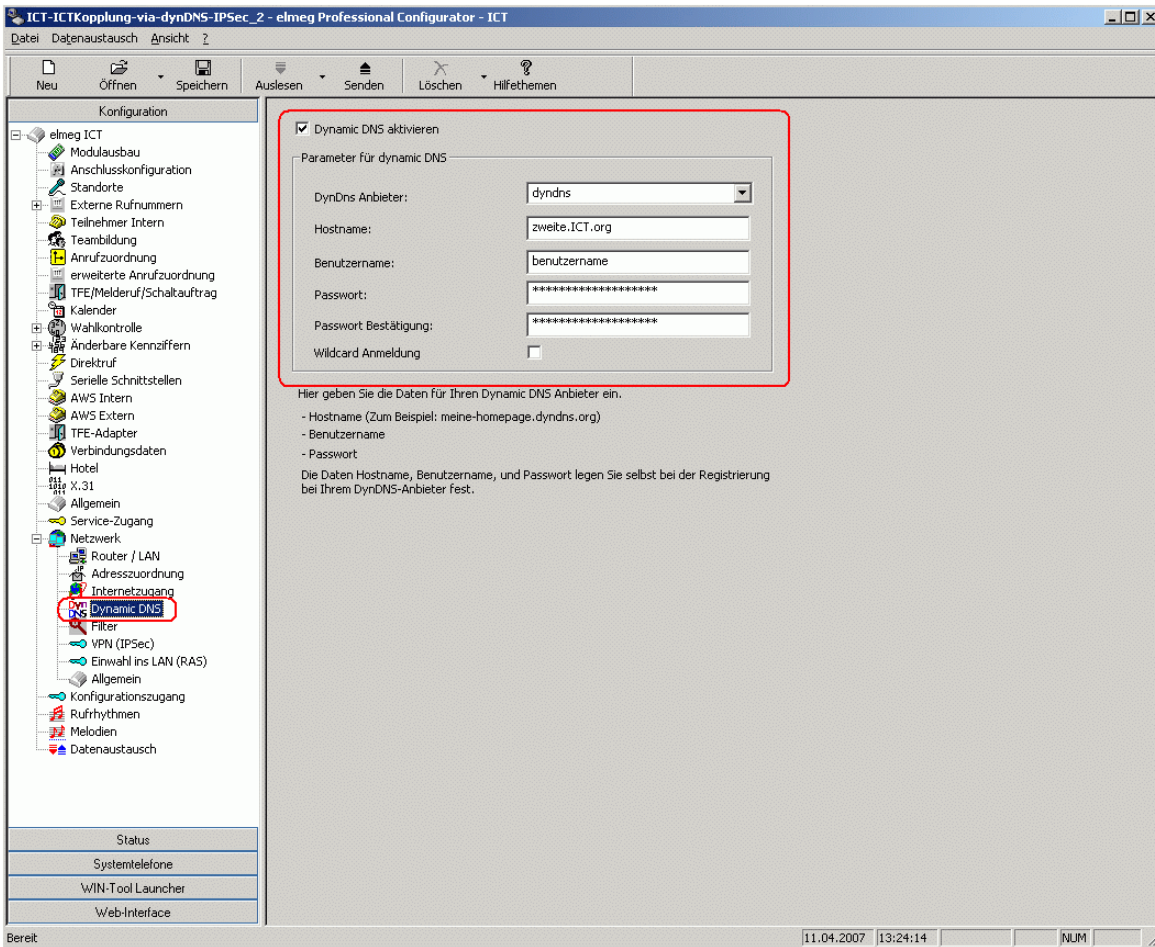 ICT-ICTKopplung-via-dynDNS-IPSec_2 - elmeg Professional Configurator - ICT
Datei Datenaustausch Ansicht ?
Neu Öffnen Speichern Auslesen Senden Löschen Hilfethemen
Konfiguration
elmeg ICT
Modulausbau
Anschlusskonfiguration
Standorte
Externe Rufnummern
Teilnehmer Intern
Teambildung
Anrufzuordnung
erweiterte Anrufzuordnung
TFE/Melderuf/Schaltauftrag
Kalender
Wahlkontrolle
Änderbare Kennziffern
Direktruf
Serielle Schnittstellen
AWS Intern
AWS Extern
TFE-Adapter
Verbindungsdaten
Hotel
X.31
Allgemein
Service-Zugang
Netzwerk
Router / LAN
Adresszuordnung
Internetzugang
Dynamic DNS
Filter
VPN (IPSec)
Einwahl ins LAN (RAS)
Allgemein
Konfigurationszugang
Rufrhythmen
Melodien
Datenaustausch
Status
Systemtelefone
WIN-Tool Launcher
Web-Interface
Dynamic DNS aktivieren
Parameter für dynamic DNS
DynDns Anbieter: dyndns
Hostname: zweite.ICT.org
Benutzername: benutzername
Passwort: *******************
Passwort Bestätigung: *******************
Wildcard Anmeldung
Hier geben Sie die Daten für Ihren Dynamic DNS Anbieter ein.
- Hostname (Zum Beispiel: meine-homepage.dyndns.org)
- Benutzername
- Passwort
Die Daten Hostname, Benutzername, und Passwort legen Sie selbst bei der Registrierung
bei Ihrem DynDNS-Anbieter fest.
Bereit 11.04.2007 13:24:14 NUM